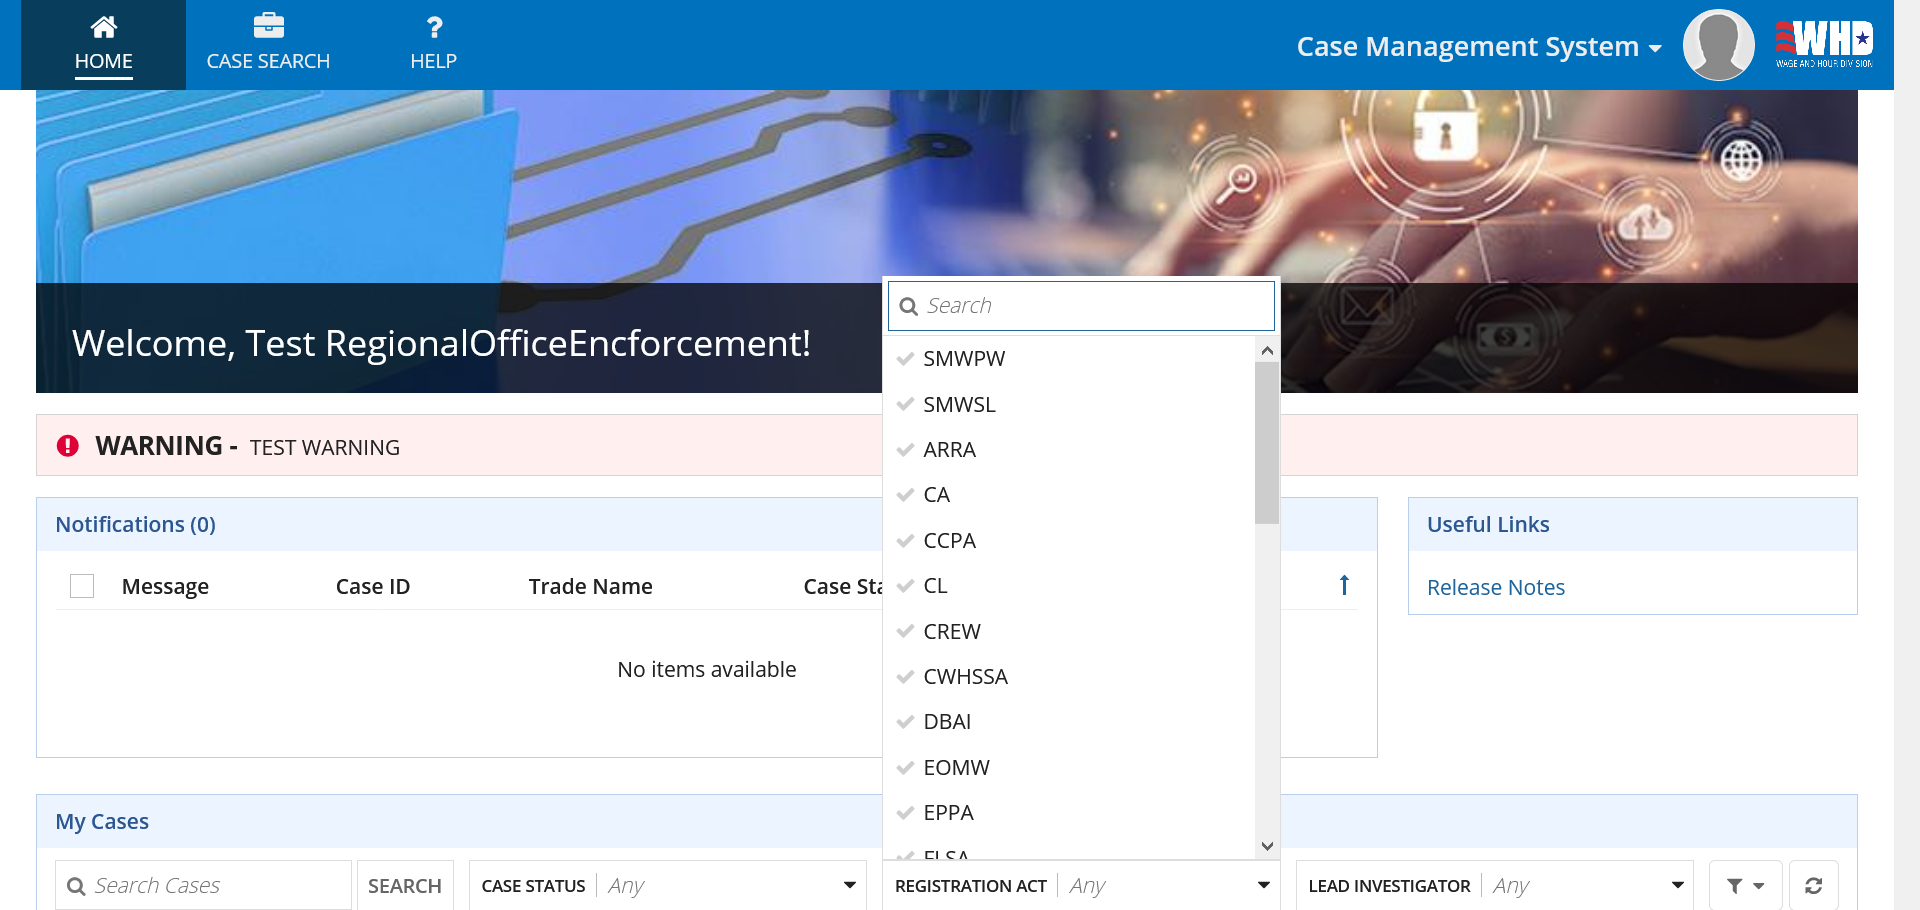 HOME
CASE SEARCH
HELP
Case Management System
WHD
WAGE AND HOUR DIVISION
Welcome, Test RegionalOfficeEncforcement!
Search
SMWPW
SMWSL
ARRA
CA
CCPA
CL
CREW
CWHSSA
DBAI
EOMW
EPPA
FLSA
WARNING - TEST WARNING
Notifications (0)
Message Case ID Trade Name Case Sta
No items available
Useful Links
Release Notes
My Cases
Search Cases SEARCH CASE STATUS Any REGISTRATION ACT Any LEAD INVESTIGATOR Any